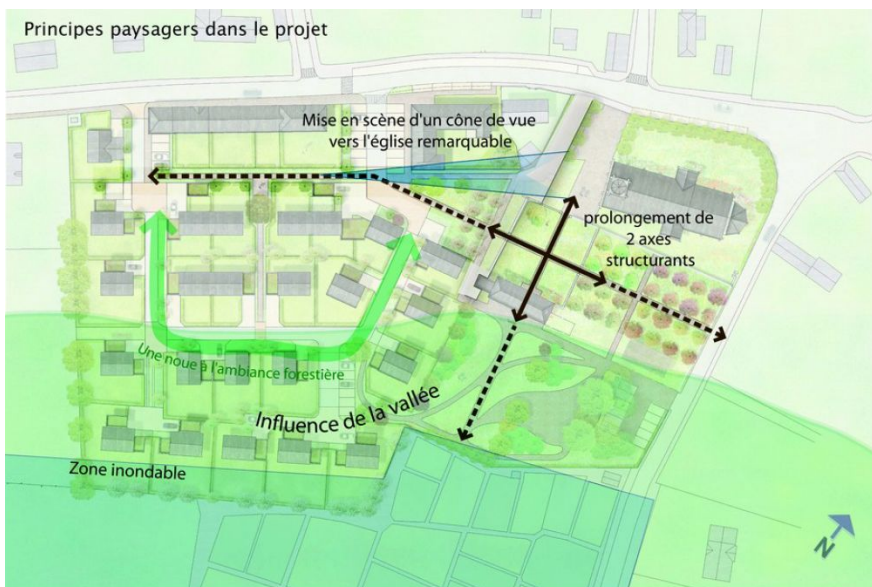 Principes paysagers dans le projet
Mise en scène d'un cône de vue
vers l'église remarquable
prolongement de
2 axes
structurants
Une noue à l'ambiance forestière
Influence de la vallée
Zone inondable
N